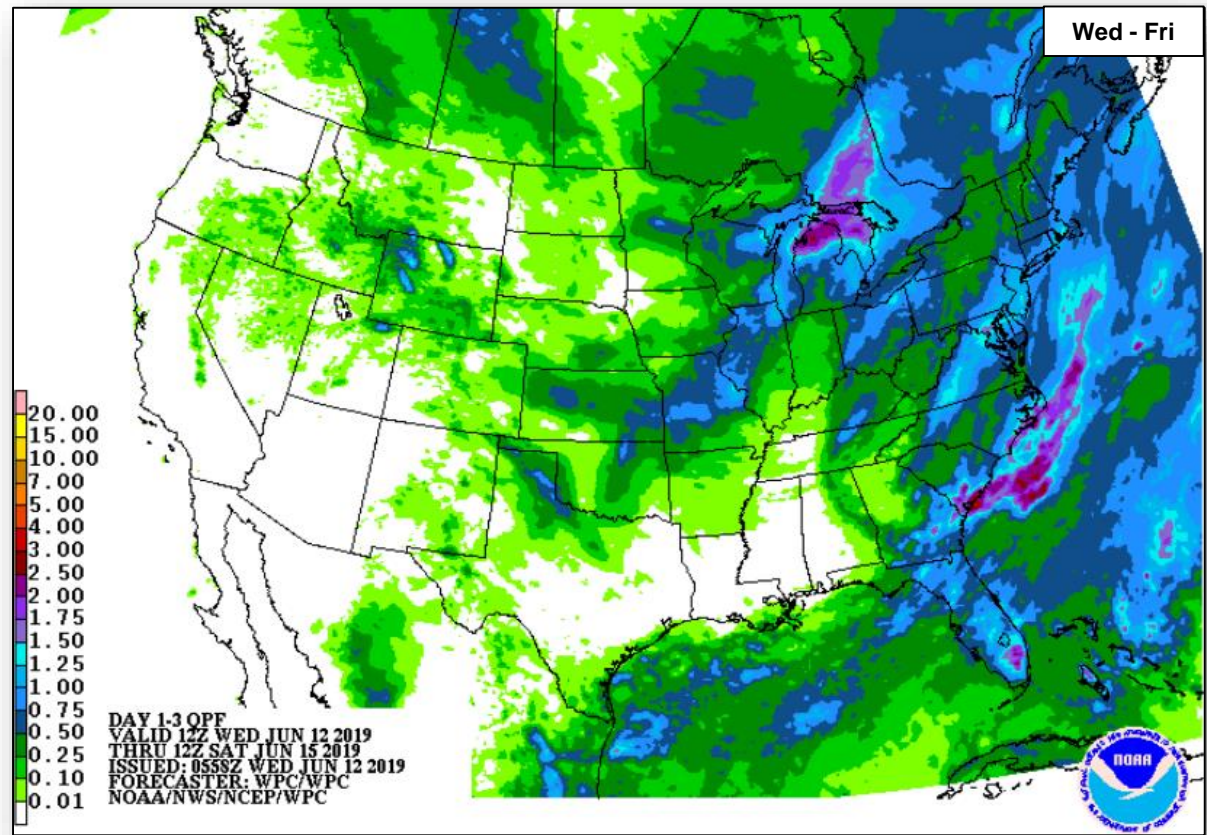 Wed - Fri
20.00
15.00
10.00
7.00
5.00
4.00
3.00
2.50
2.00
1.75
1.50
1.25
1.00
0.75
0.50
0.25
0.10
0.01
DAY 1-3 QPF
VALID 12Z WED JUN 12 2019
THRU 12Z SAT JUN 15 2019
ISSUED: 0558Z WED JUN 12 2019
FORECASTER: WPC/WPC
NOAA/NWS/NCEP/WPC
NOAA